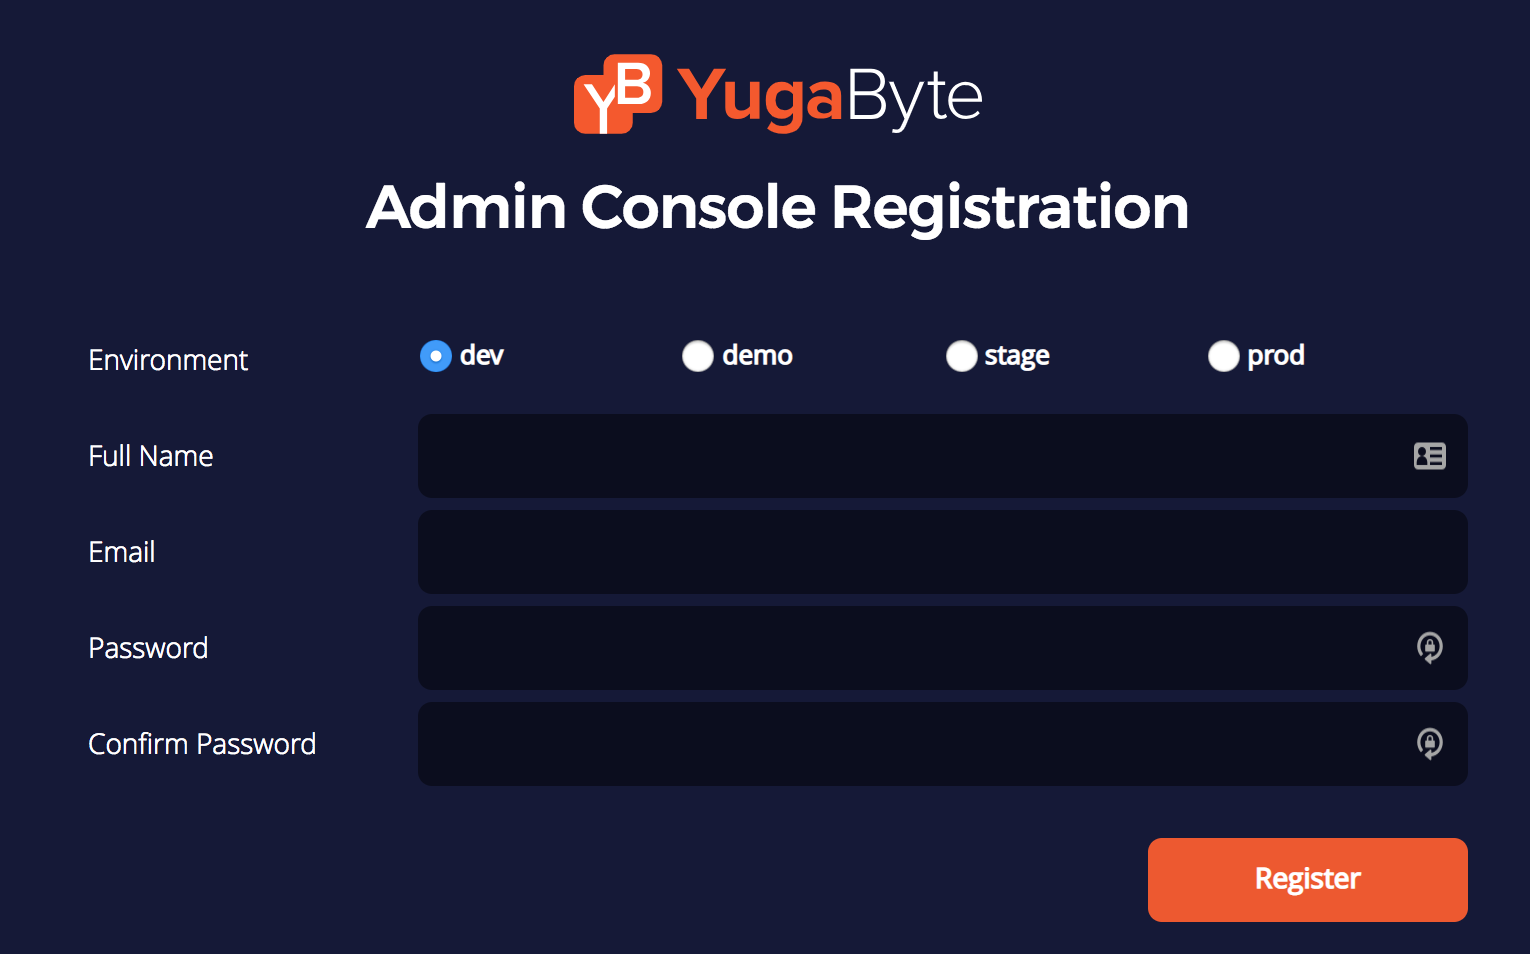 YB YugaByte
Admin Console Registration
Environment dev demo stage prod
Full Name
Email
Password
Confirm Password
Register